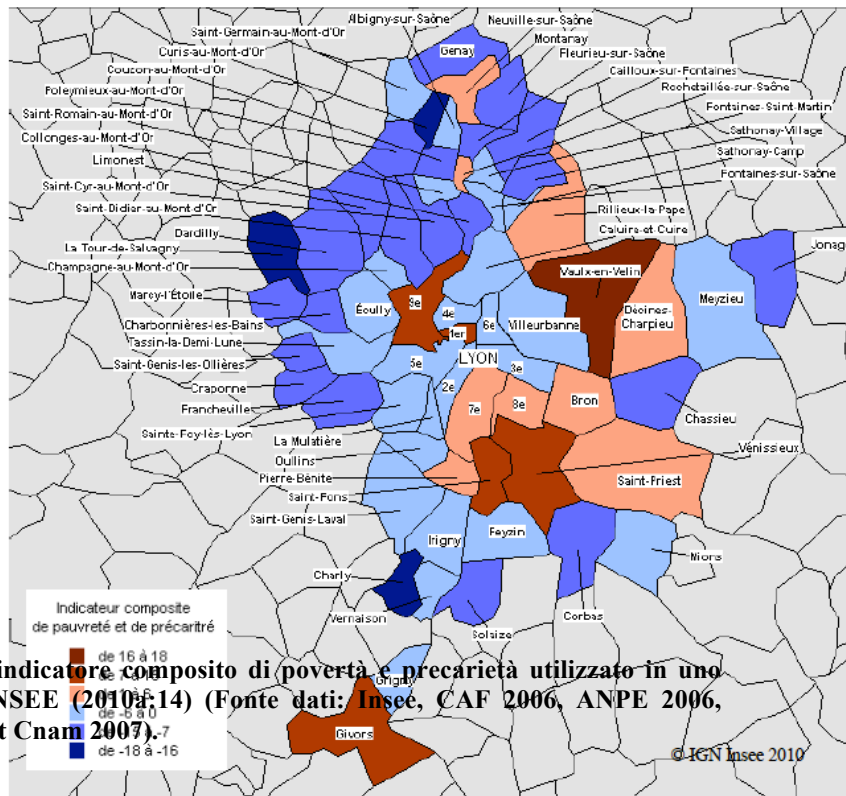 Albigny-sur-Saône
Saint-Germain-au-Mont-d'Or
Neuville-sur-Saône
Curis-au-Mont-d'Or
Genay
Montanay
Couzon-au-Mont-d'Or
Fleurieu-sur-Saône
Poleymieux-au-Mont-d'Or
Cailloux-sur-Fontaines
Saint-Romain-au-Mont-d'Or
Rochetaillée-sur-Saône
Collonges-au-Mont-d'Or
Fontaines-Saint-Martin
Limonest
Sathonay-Village
Sathonay-Camp
Saint-Cyr-au-Mont-d'Or
Fontaines-sur-Saône
Saint-Didier-au-Mont-d'Or
Rillieux-la-Pape
Dardilly
Caluire-et-Cuire
La Tour-de-Salvagny
Jonage
Champagne-au-Mont-d'Or
Vaulx-en-Velin
Marcy-l'Étoile
Meyzieu
Écully
9e
4e
6e
Villeurbanne
Décines-
Charpieu
Charbonnières-les-Bains
1er
Tassin-la-Demi-Lune
LYON
Saint-Genis-les-Ollières
5e
3e
Craponne
2e
Francheville
7e
8e
Bron
Chassieu
Sainte-Foy-lès-Lyon
La Mulatière
Vénissieux
Oullins
Pierre-Bénite
Saint-Priest
Saint-Fons
Saint-Genis-Laval
Irigny
Feyzin
Mions
Charly
Vernaison
Corbas
Solaize
Indicateur composite
de pauvreté et de précaritré
de 16 à 18
indicatore composito di povertà e precarietà utilizzato in uno
NSEE (2010a:14) (Fonte dati: Insee, CAF 2006, ANPE 2006,
de -6 à 0
Grigny
t Cnam 2007).
à -7
de -18 à -16
Givors
© IGN Insee 2010